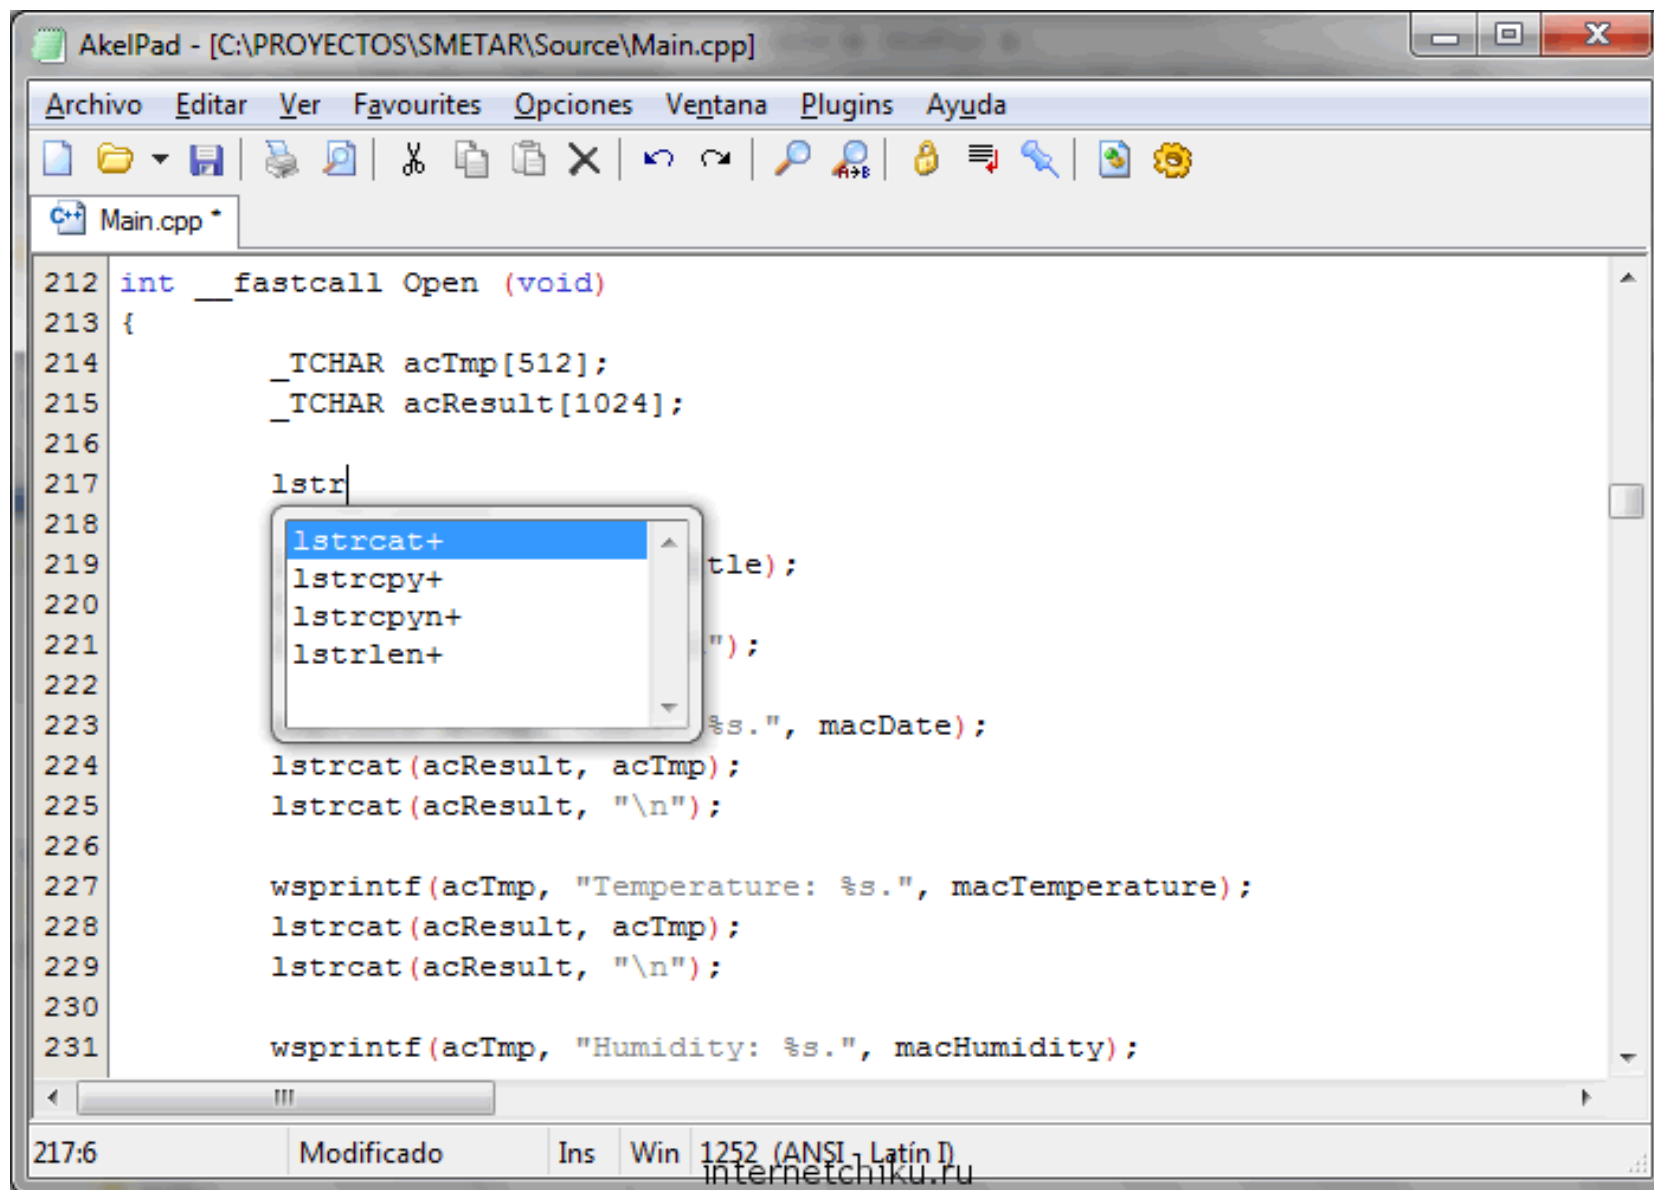 AkelPad - [C:\PROYECTOS\SMETAR\Source\Main.cpp]
Archivo Editar Ver Favourites Opciones Ventana Plugins Ayuda
A→B
C++ Main.cpp *
212 int __fastcall Open (void)
213 {
214 _TCHAR acTmp[512];
215 _TCHAR acResult[1024];
216
217 lstr
218
lstrcat+
219 tle);
lstrcpy+
220
lstrcpyn+
221 ");
lstrlen+
222
223 %s.", macDate);
224 lstrcat(acResult, acTmp);
225 lstrcat(acResult, "\n");
226
227 wsprintf(acTmp, "Temperature: %s.", macTemperature);
228 lstrcat(acResult, acTmp);
229 lstrcat(acResult, "\n");
230
231 wsprintf(acTmp, "Humidity: %s.", macHumidity);
217:6 Modificado Ins Win 1252 (ANSI - Latín I)
internetchiku.ru